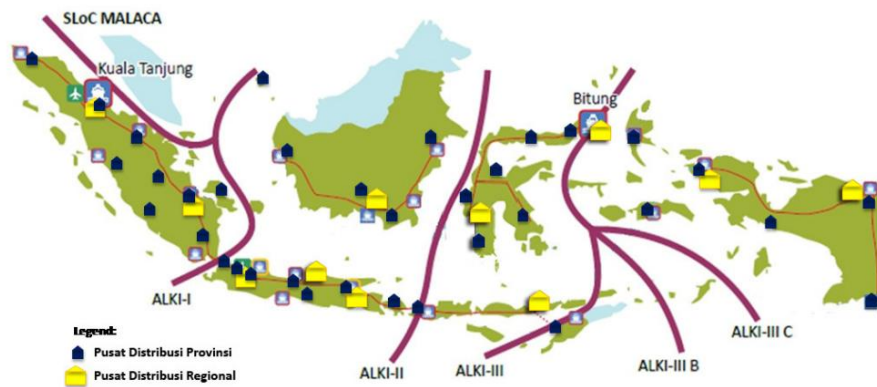 SLoC MALACA
Kuala Tanjung
Bitung
ALKI-I
ALKI-II
ALKI-III
ALKI-III B
ALKI-III C
Legend:
Pusat Distribusi Provinsi
Pusat Distribusi Regional